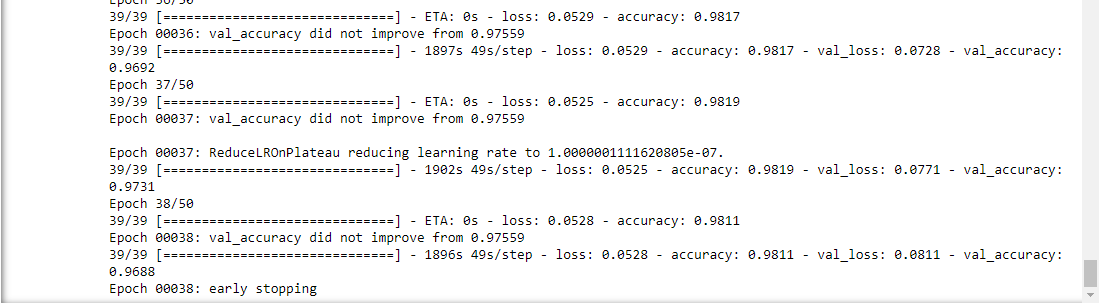 Epoch 36/50
39/39 [==============================] - ETA: 0s - loss: 0.0529 - accuracy: 0.9817
Epoch 00036: val_accuracy did not improve from 0.97559
39/39 [==============================] - 1897s 49s/step - loss: 0.0529 - accuracy: 0.9817 - val_loss: 0.0728 - val_accuracy:
0.9692
Epoch 37/50
39/39 [==============================] - ETA: 0s - loss: 0.0525 - accuracy: 0.9819
Epoch 00037: val_accuracy did not improve from 0.97559
Epoch 00037: ReduceLROnPlateau reducing learning rate to 1.0000001111620805e-07.
39/39 [==============================] - 1902s 49s/step - loss: 0.0525 - accuracy: 0.9819 - val_loss: 0.0771 - val_accuracy:
0.9731
Epoch 38/50
39/39 [==============================] - ETA: 0s - loss: 0.0528 - accuracy: 0.9811
Epoch 00038: val_accuracy did not improve from 0.97559
39/39 [==============================] - 1896s 49s/step - loss: 0.0528 - accuracy: 0.9811 - val_loss: 0.0811 - val_accuracy:
0.9688
Epoch 00038: early stopping